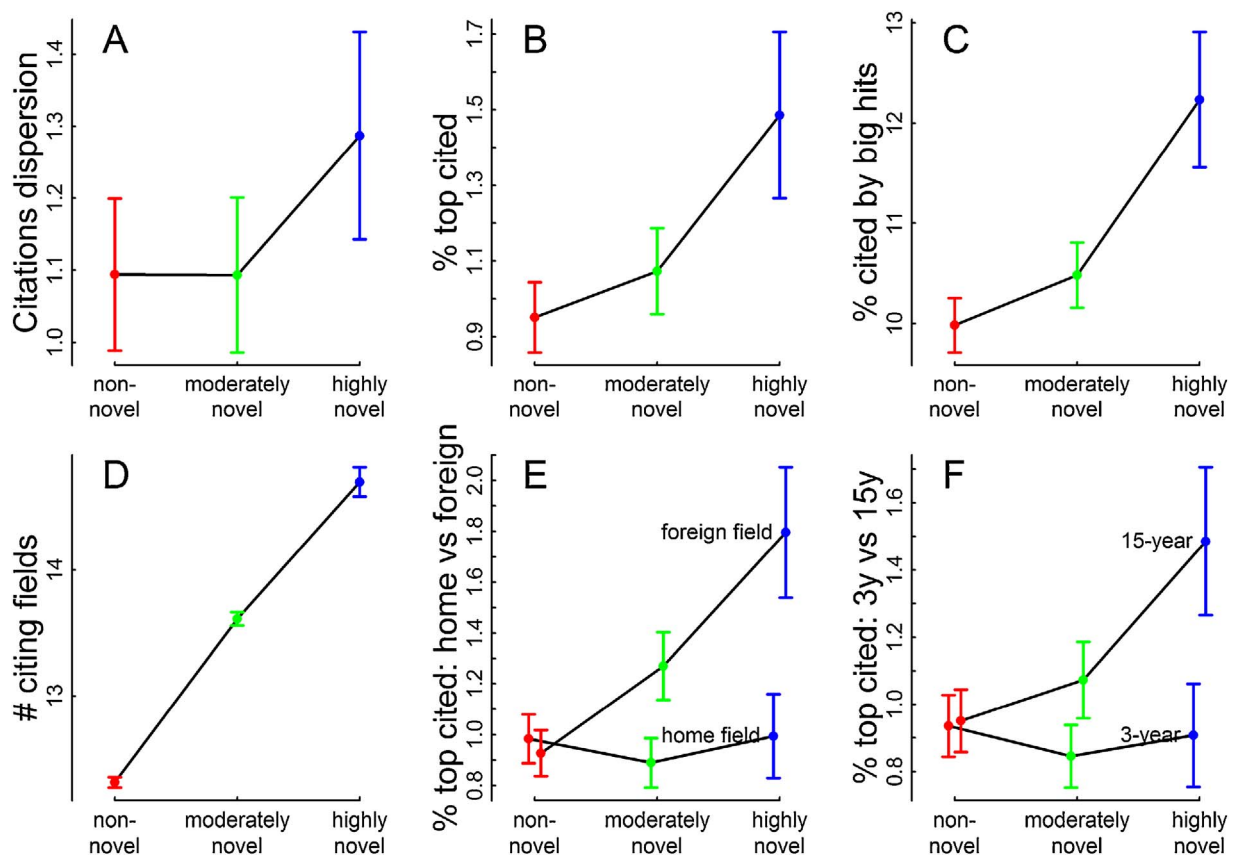 A
Citations dispersion
1.4
1.3
1.2
1.1
1.0
non-
novel
moderately
novel
highly
novel
B
% top cited
1.7
1.5
1.3
1.1
0.9
non-
novel
moderately
novel
highly
novel
C
% cited by big hits
13
12
11
10
non-
novel
moderately
novel
highly
novel
D
# citing fields
14
13
non-
novel
moderately
novel
highly
novel
E
% top cited: home vs foreign
2.0
1.8
1.6
1.4
1.2
1.0
0.8
foreign field
home field
non-
novel
moderately
novel
highly
novel
F
% top cited: 3y vs 15y
1.6
1.4
1.2
1.0
0.8
15-year
3-year
non-
novel
moderately
novel
highly
novel